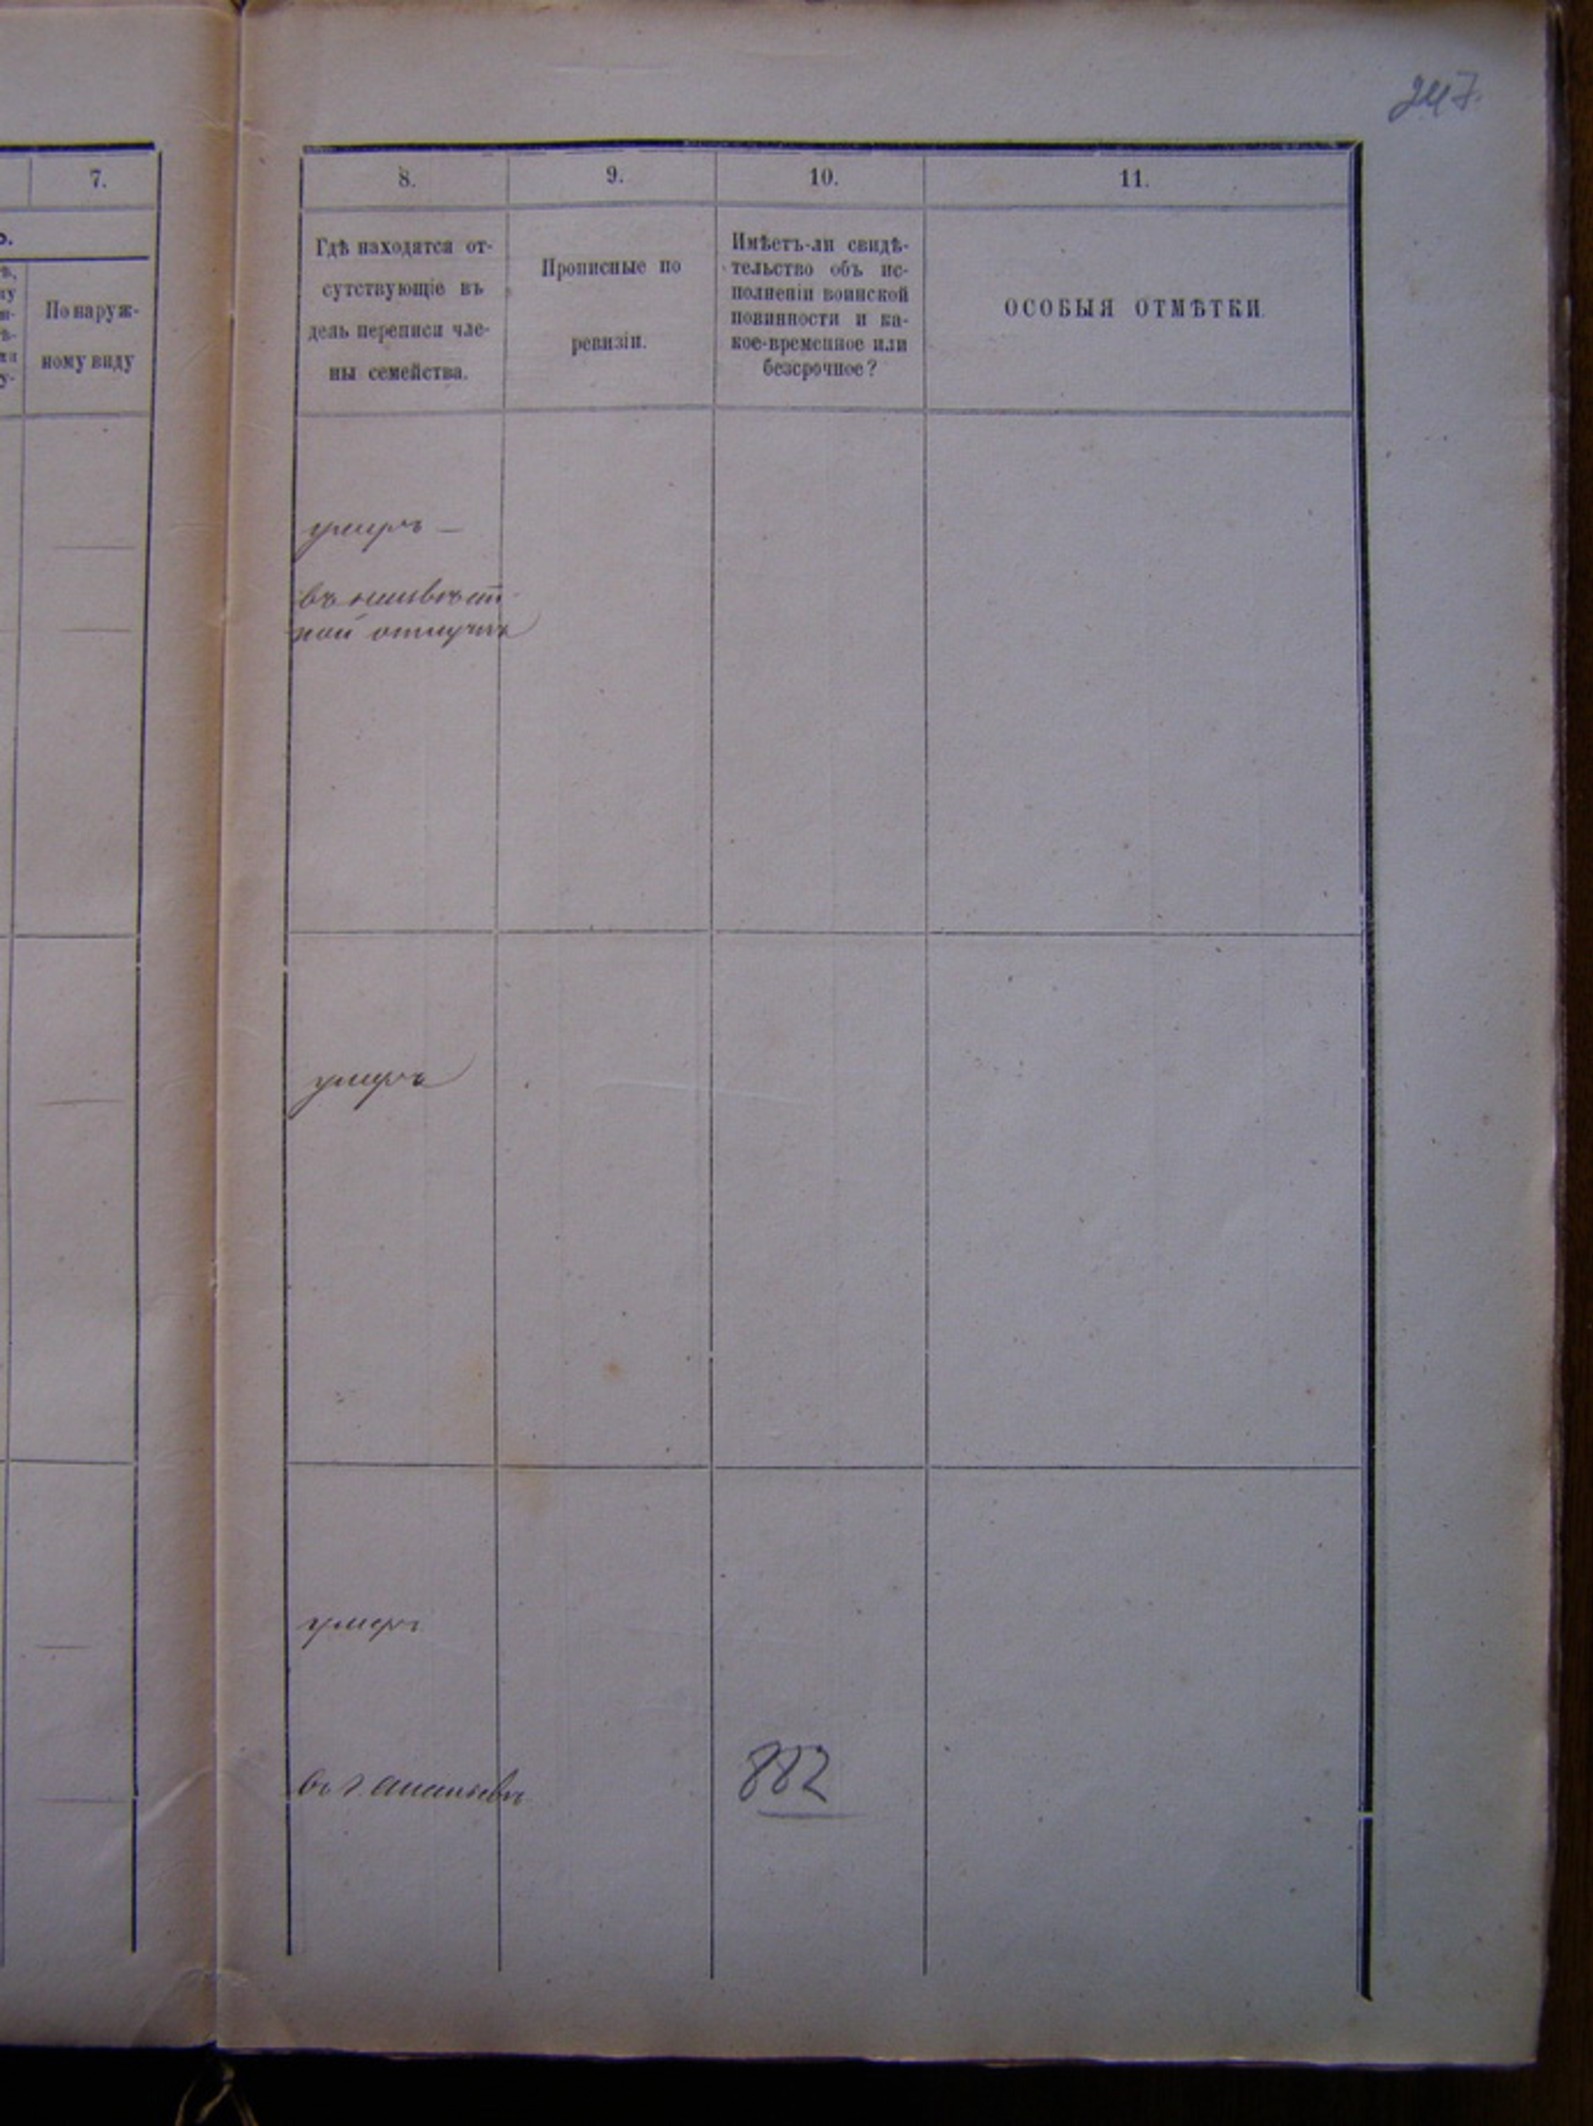 247.
7.
По наруж-
ному виду
8.
9.
10.
11.
Гдѣ находятся от-
сутствующіе въ
день переписи чле-
ны семейства.
Прописные по
ревизіи.
Имѣетъ-ли свидѣ-
тельство объ ис-
полненіи воинской
повинности и ка-
кое-временное или
безсрочное?
ОСОБЫЯ ОТМѢТКИ.
умеръ —
въ неизвѣст-
ной отлучкѣ
умеръ
умеръ
въ г. Ананьевѣ
882